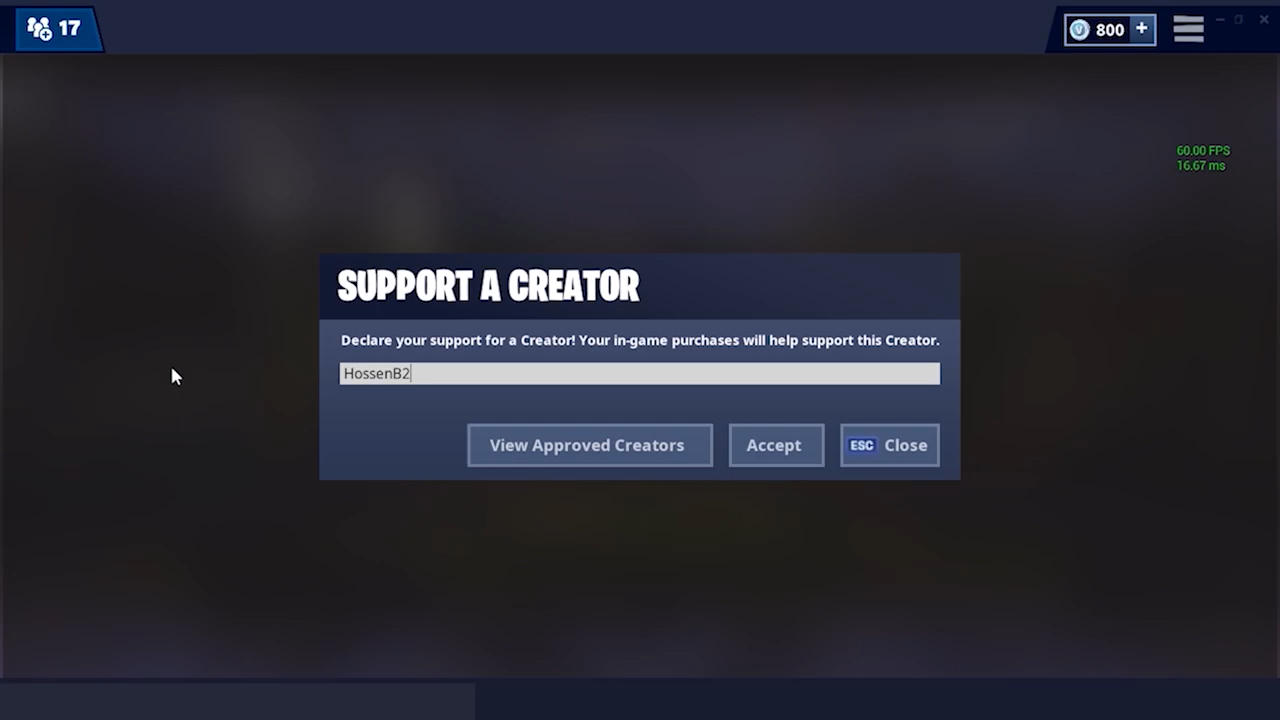 17
800 +
60.00 FPS
16.67 ms
SUPPORT A CREATOR
Declare your support for a Creator! Your in-game purchases will help support this Creator.
HossenB2
View Approved Creators
Accept
ESC Close